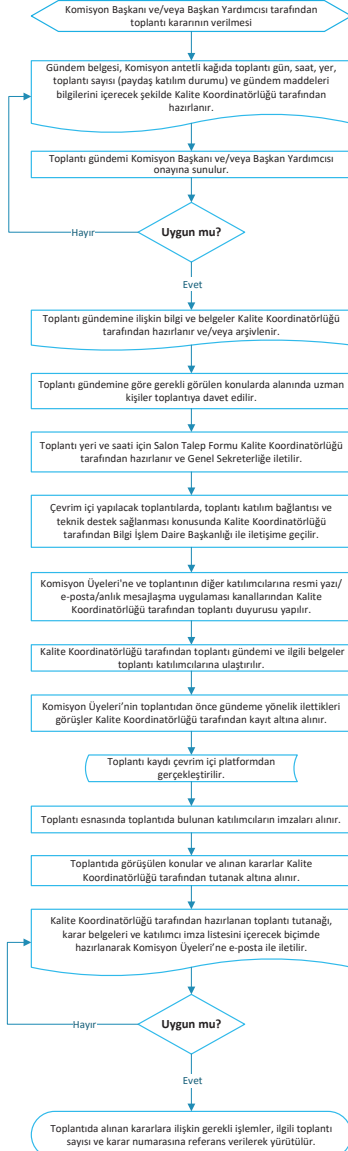 Komisyon Başkanı ve/veya Başkan Yardımcısı tarafından
toplantı kararının verilmesi
Gündem belgesi, Komisyon antetli kağıda toplantı gün, saat, yer,
toplantı sayısı (paydaş katılım durumu) ve gündem maddeleri
bilgilerini içerecek şekilde Kalite Koordinatörlüğü tarafından
hazırlanır.
Toplantı gündemi Komisyon Başkanı ve/veya Başkan Yardımcısı
onayına sunulur.
Hayır
Uygun mu?
Evet
Toplantı gündemine ilişkin bilgi ve belgeler Kalite Koordinatörlüğü
tarafından hazırlanır ve/veya arşivlenir.
Toplantı gündemine göre gerekli görülen konularda alanında uzman
kişiler toplantıya davet edilir.
Toplantı yeri ve saati için Salon Talep Formu Kalite Koordinatörlüğü
tarafından hazırlanır ve Genel Sekreterliğe iletilir.
Çevrim içi yapılacak toplantılarda, toplantı katılım bağlantısı ve
teknik destek sağlanması konusunda Kalite Koordinatörlüğü
tarafından Bilgi İşlem Daire Başkanlığı ile iletişime geçilir.
Komisyon Üyeleri'ne ve toplantının diğer katılımcılarına resmi yazı/
e-posta/anlık mesajlaşma uygulaması kanallarından Kalite
Koordinatörlüğü tarafından toplantı duyurusu yapılır.
Kalite Koordinatörlüğü tarafından toplantı gündemi ve ilgili belgeler
toplantı katılımcılarına ulaştırılır.
Komisyon Üyeleri’nin toplantıdan önce gündeme yönelik ilettikleri
görüşler Kalite Koordinatörlüğü tarafından kayıt altına alınır.
Toplantı kaydı çevrim içi platformdan
gerçekleştirilir.
Toplantı esnasında toplantıda bulunan katılımcıların imzaları alınır.
Toplantıda görüşülen konular ve alınan kararlar Kalite
Koordinatörlüğü tarafından tutanak altına alınır.
Kalite Koordinatörlüğü tarafından hazırlanan toplantı tutanağı,
karar belgeleri ve katılımcı imza listesini içerecek biçimde
hazırlanarak Komisyon Üyeleri’ne e-posta ile iletilir.
Hayır
Uygun mu?
Evet
Toplantıda alınan kararlara ilişkin gerekli işlemler, ilgili toplantı
sayısı ve karar numarasına referans verilerek yürütülür.